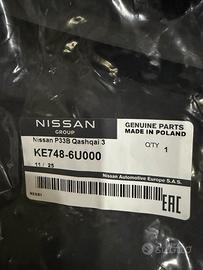 NISSAN
GROUP
GENUINE PARTS
MADE IN POLAND
Nissan P33B Qashqai 3
QTY
KE748-6U000
1
11 / 25
Nissan Automotive Europe S.A.S.
EAC
subito